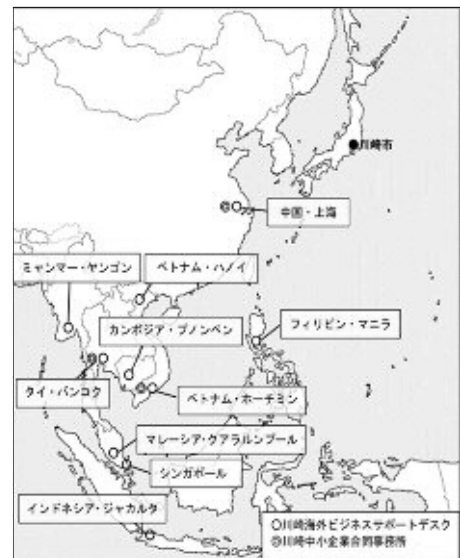 ●川崎市
中国・上海
ミャンマー・ヤンゴン
ベトナム・ハノイ
カンボジア・プノンペン
フィリピン・マニラ
タイ・バンコク
ベトナム・ホーチミン
マレーシア・クアラルンプール
シンガポール
インドネシア・ジャカルタ
○川崎海外ビジネスサポートデスク
◎川崎中小企業合同事務所